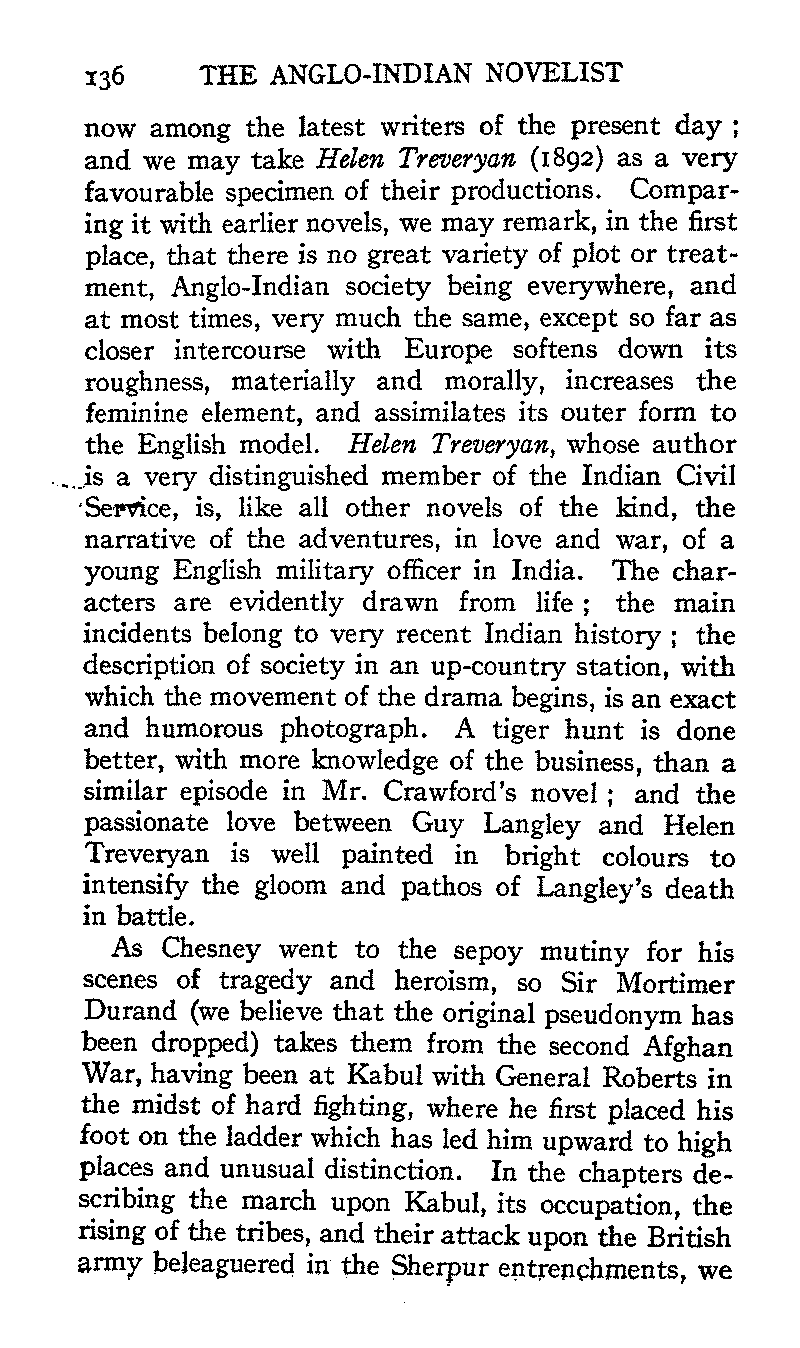 136 THE ANGLO-INDIAN NOVELIST
now among the latest writers of the present day ;
and we may take Helen Treveryan (1892) as a very
favourable specimen of their productions. Compar-
ing it with earlier novels, we may remark, in the first
place, that there is no great variety of plot or treat-
ment, Anglo-Indian society being everywhere, and
at most times, very much the same, except so far as
closer intercourse with Europe softens down its
roughness, materially and morally, increases the
feminine element, and assimilates its outer form to
the English model. Helen Treveryan, whose author
is a very distinguished member of the Indian Civil
Service, is, like all other novels of the kind, the
narrative of the adventures, in love and war, of a
young English military officer in India. The char-
acters are evidently drawn from life ; the main
incidents belong to very recent Indian history ; the
description of society in an up-country station, with
which the movement of the drama begins, is an exact
and humorous photograph. A tiger hunt is done
better, with more knowledge of the business, than a
similar episode in Mr. Crawford's novel ; and the
passionate love between Guy Langley and Helen
Treveryan is well painted in bright colours to
intensify the gloom and pathos of Langley's death
in battle.
As Chesney went to the sepoy mutiny for his
scenes of tragedy and heroism, so Sir Mortimer
Durand (we believe that the original pseudonym has
been dropped) takes them from the second Afghan
War, having been at Kabul with General Roberts in
the midst of hard fighting, where he first placed his
foot on the ladder which has led him upward to high
places and unusual distinction. In the chapters de-
scribing the march upon Kabul, its occupation, the
rising of the tribes, and their attack upon the British
army beleaguered in the Sherpur entrenchments, we